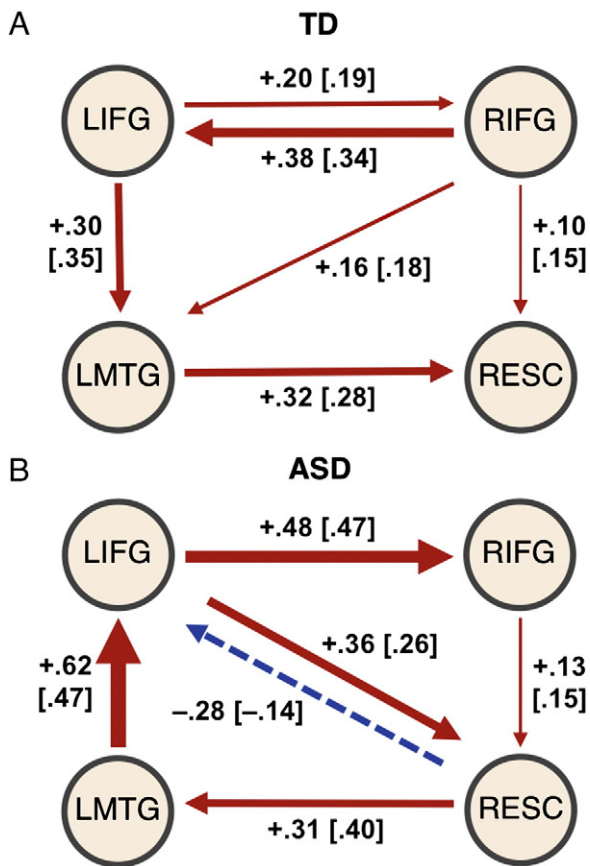 A
TD
+.20 [.19]
LIFG
RIFG
+.38 [.34]
+.30
[.35]
+.10
[.15]
+.16 [.18]
LMTG
RESC
+.32 [.28]
B
ASD
+.48 [.47]
LIFG
RIFG
+.36 [.26]
+.62
[.47]
+.13
[.15]
–.28 [–.14]
LMTG
RESC
+.31 [.40]